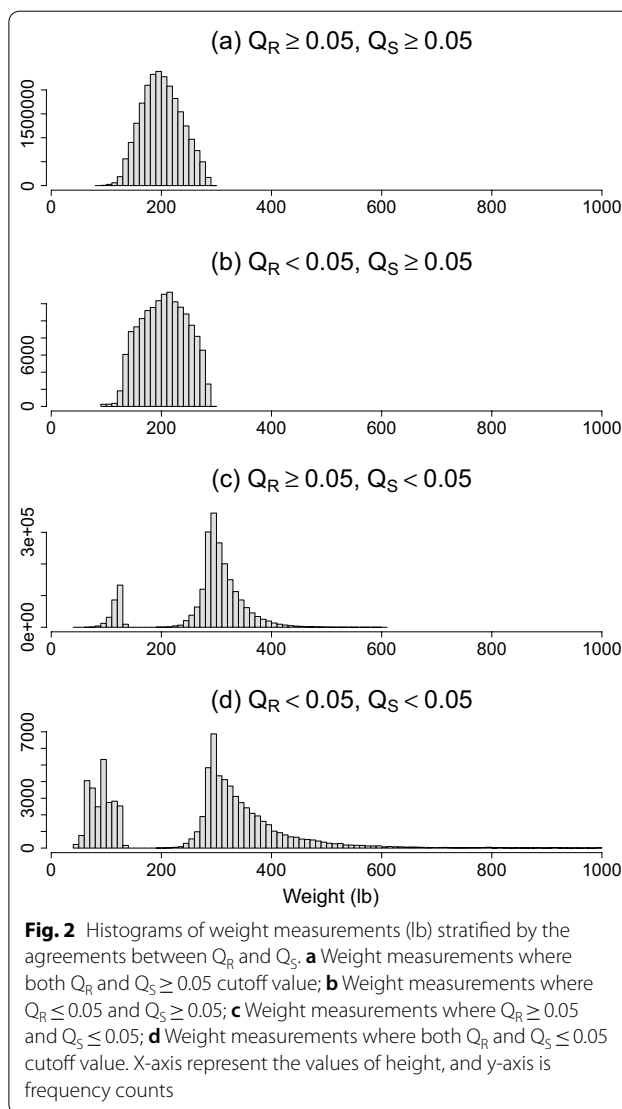 (a) Q_R ≥ 0.05, Q_S ≥ 0.05
0 1500000
0 200 400 600 800 1000
(b) Q_R < 0.05, Q_S ≥ 0.05
0 6000
0 200 400 600 800 1000
(c) Q_R ≥ 0.05, Q_S < 0.05
0e+00 3e+05
0 200 400 600 800 1000
(d) Q_R < 0.05, Q_S < 0.05
0 3000 7000
0 200 400 600 800 1000
Weight (lb)
Fig. 2 Histograms of weight measurements (lb) stratified by the
agreements between Q_R and Q_S. a Weight measurements where
both Q_R and Q_S ≥ 0.05 cutoff value; b Weight measurements where
Q_R ≤ 0.05 and Q_S ≥ 0.05; c Weight measurements where Q_R ≥ 0.05
and Q_S ≤ 0.05; d Weight measurements where both Q_R and Q_S ≤ 0.05
cutoff value. X-axis represent the values of height, and y-axis is
frequency counts